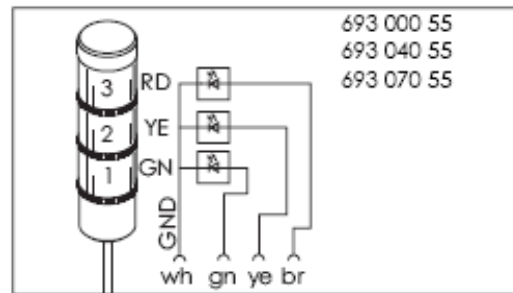 693 000 55
693 040 55
693 070 55
3 RD
2 YE
1 GN
GND
wh gn ye br